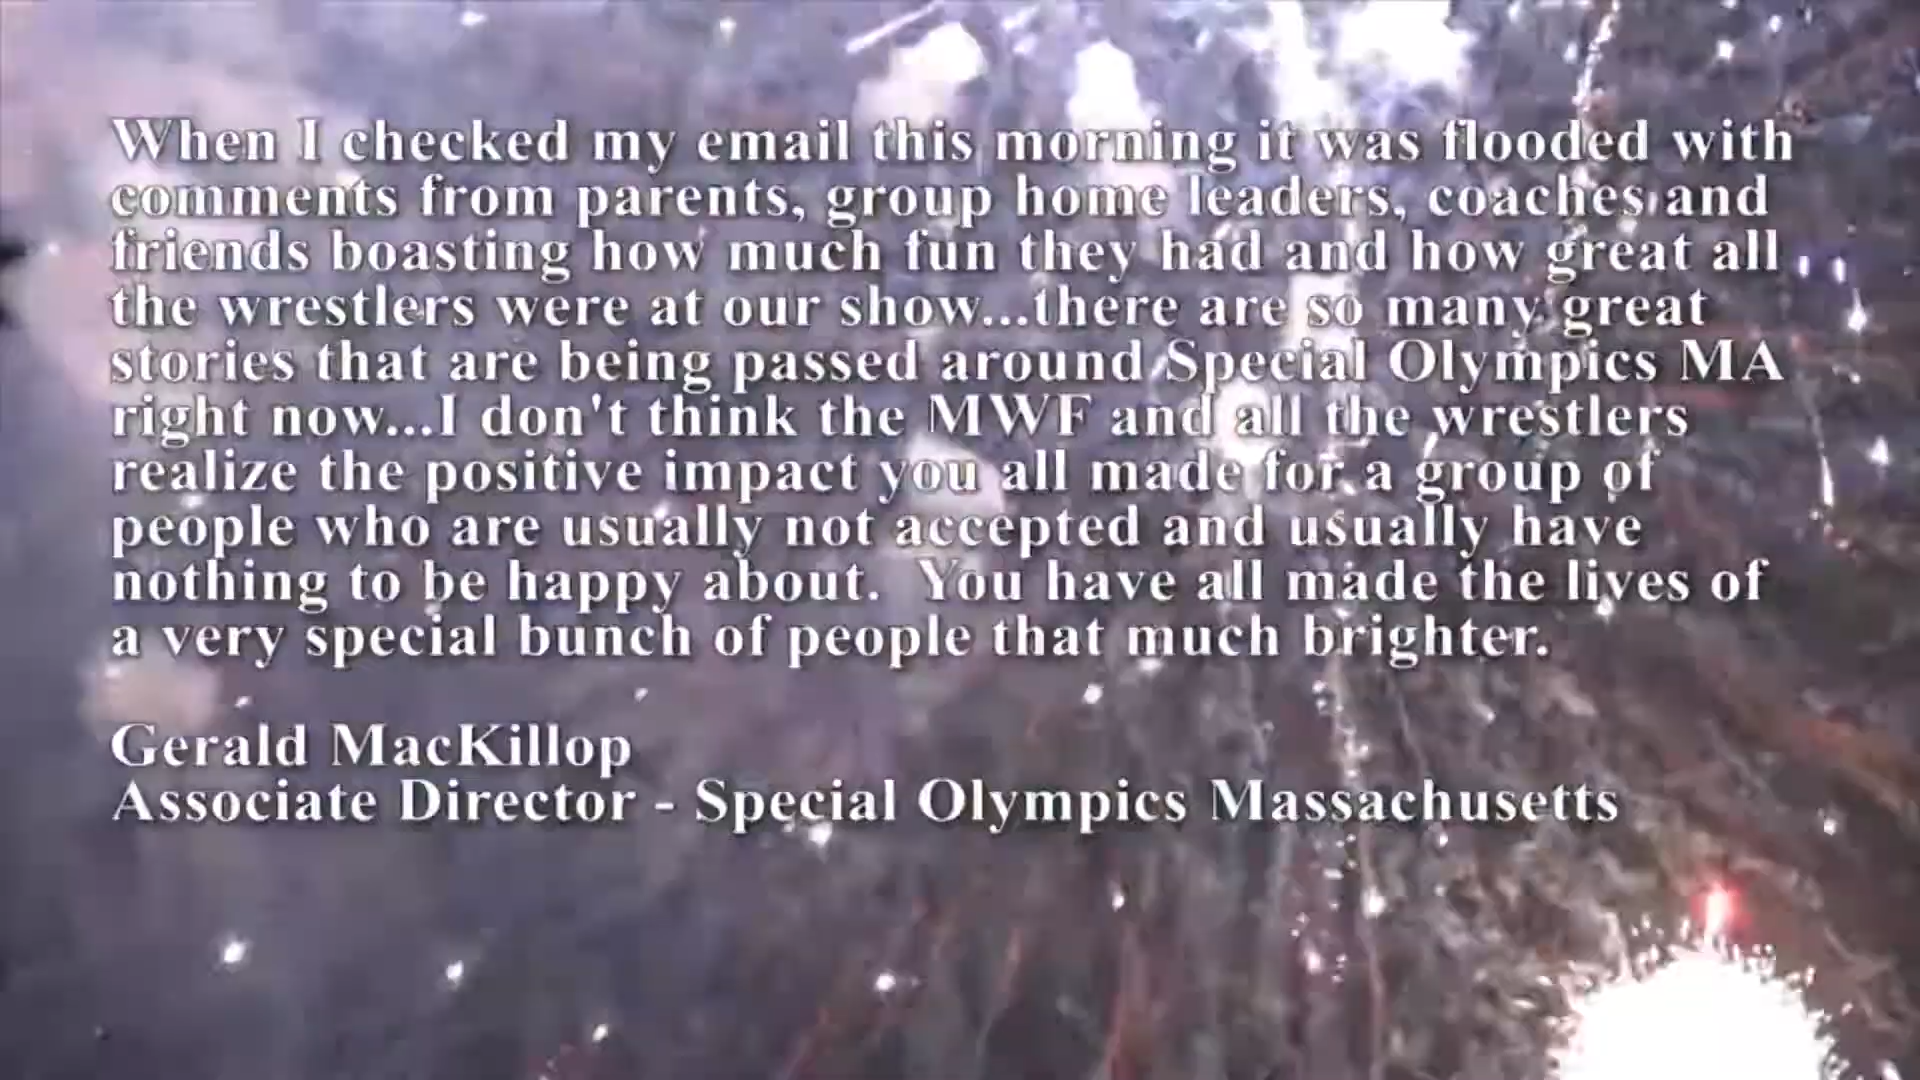 When I checked my email this morning it was flooded with
comments from parents, group home leaders, coaches and
friends boasting how much fun they had and how great all
the wrestlers were at our show...there are so many great
stories that are being passed around Special Olympics MA
right now...I don't think the MWF and all the wrestlers
realize the positive impact you all made for a group of
people who are usually not accepted and usually have
nothing to be happy about.  You have all made the lives of
a very special bunch of people that much brighter.

Gerald MacKillop
Associate Director - Special Olympics Massachusetts